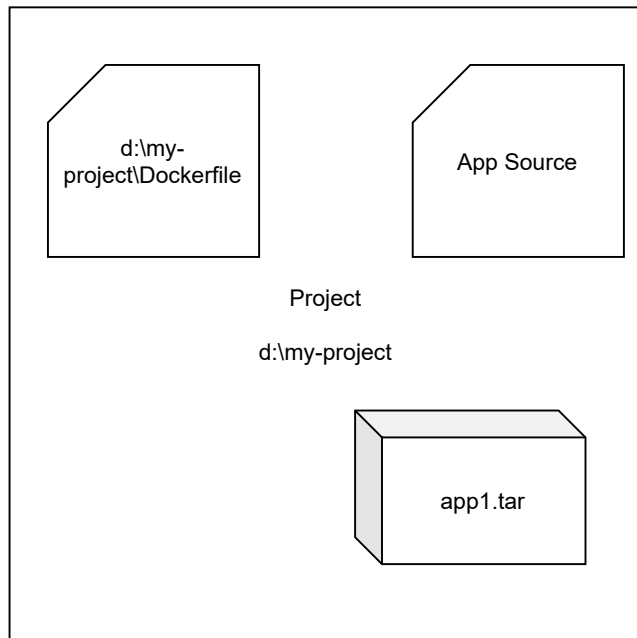 d:\my-
project\Dockerfile
App Source
Project
d:\my-project
app1.tar